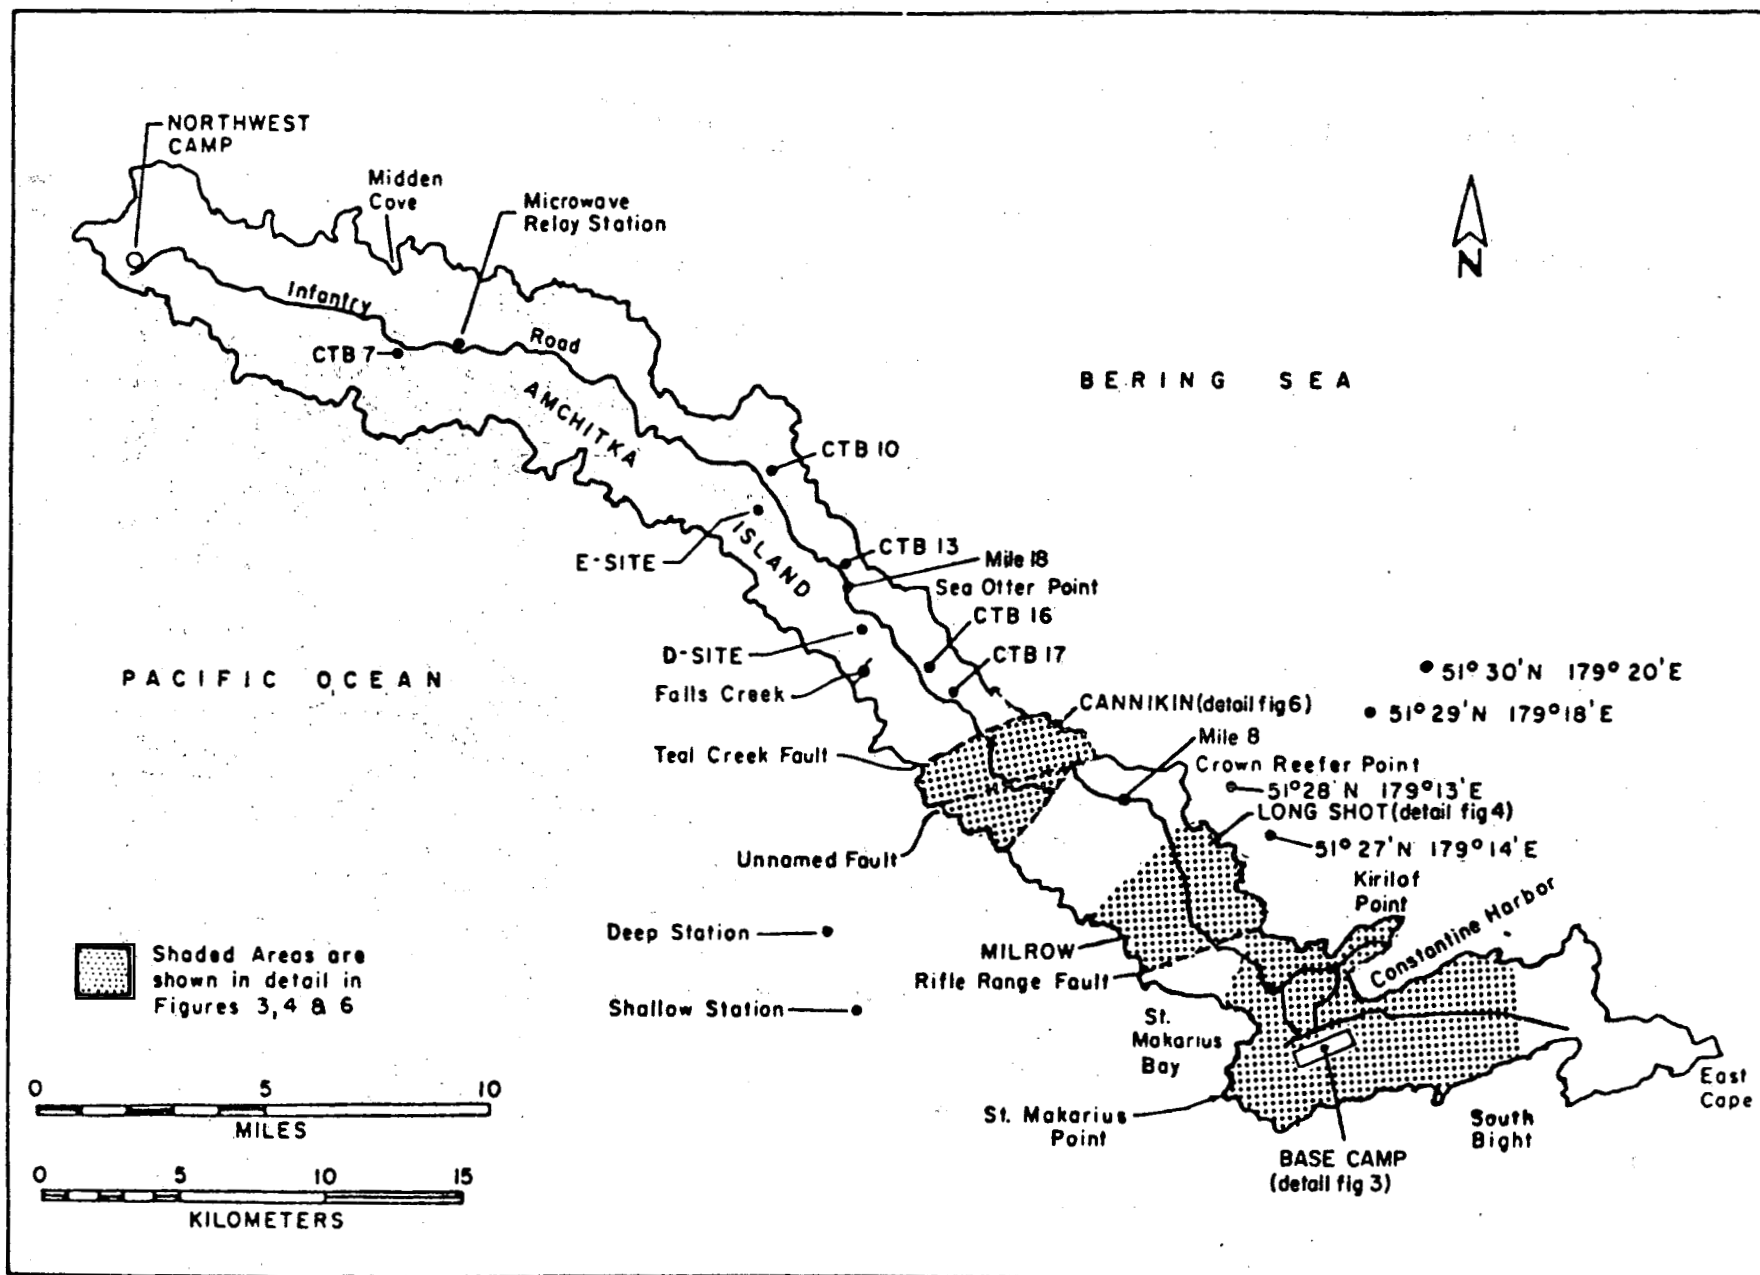 NORTHWEST
CAMP
Midden
Cove
Microwave
Relay Station
N
Infantry
Road
CTB 7
BERING SEA
AMCHITKA
CTB 10
ISLAND
E-SITE
CTB 13
Mile 18
Sea Otter Point
CTB 16
D-SITE
CTB 17
PACIFIC OCEAN
Falls Creek
51° 30' N 179° 20' E
CANNIKIN (detail fig 6)
51° 29' N 179° 18' E
Teal Creek Fault
Mile 8
Crown Reefer Point
51° 28' N 179° 13' E
LONG SHOT (detail fig 4)
51° 27' N 179° 14' E
Unnamed Fault
Kirilof
Point
Constantine Harbor
Deep Station
MILROW
Rifle Range Fault
Shaded Areas are
shown in detail in
Figures 3, 4 & 6
Shallow Station
St.
Makarius
Bay
0 5 10
MILES
East
Cape
St. Makarius
Point
South
Bight
BASE CAMP
(detail fig 3)
0 5 10 15
KILOMETERS